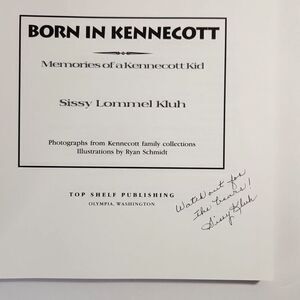 BORN IN KENNECOTT
Memories of a Kennecott Kid
Sissy Lommel Kluh
Photographs from Kennecott family collections
Illustrations by Ryan Schmidt
TOP SHELF PUBLISHING
OLYMPIA, WASHINGTON
Watch out for
the bears!
Sissy Kluh